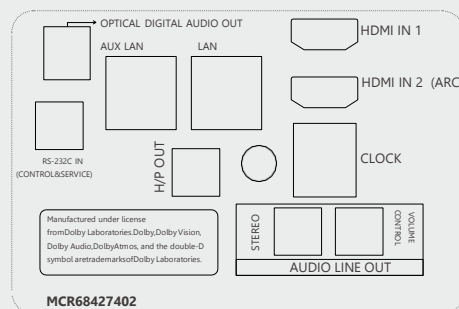 OPTICAL DIGITAL AUDIO OUT
AUX LAN
LAN
HDMI IN 1
HDMI IN 2 (ARC
RS-232C IN
(CONTROL&SERVICE)
H/P OUT
CLOCK
Manufactured under license
fromDolby Laboratories.Dolby,DolbyVision,
Dolby Audio,DolbyAtmos, and the double-D
symbol aretrademarksofDolby Laboratories.
STEREO
VOLUME
CONTROL
AUDIO LINE OUT
MCR68427402